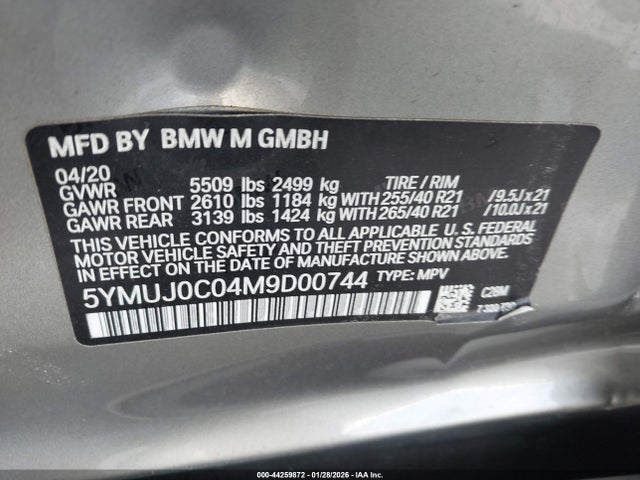 MFD BY BMW M GMBH
04/20
GVWR 5509 lbs 2499 kg TIRE / RIM
GAWR FRONT 2610 lbs 1184 kg WITH 255/40 R21 /9.5J x 21
GAWR REAR 3139 lbs 1424 kg WITH 265/40 R21 /10.0J x 21
THIS VEHICLE CONFORMS TO ALL APPLICABLE U. S. FEDERAL
MOTOR VEHICLE SAFETY AND THEFT PREVENTION STANDARDS
IN EFFECT ON THE DATE OF MANUFACTURE SHOWN ABOVE.
5YMUJ0C04M9D00744 TYPE: MPV
C28M
000-44259872 | 01/28/2026 - IAA Inc.